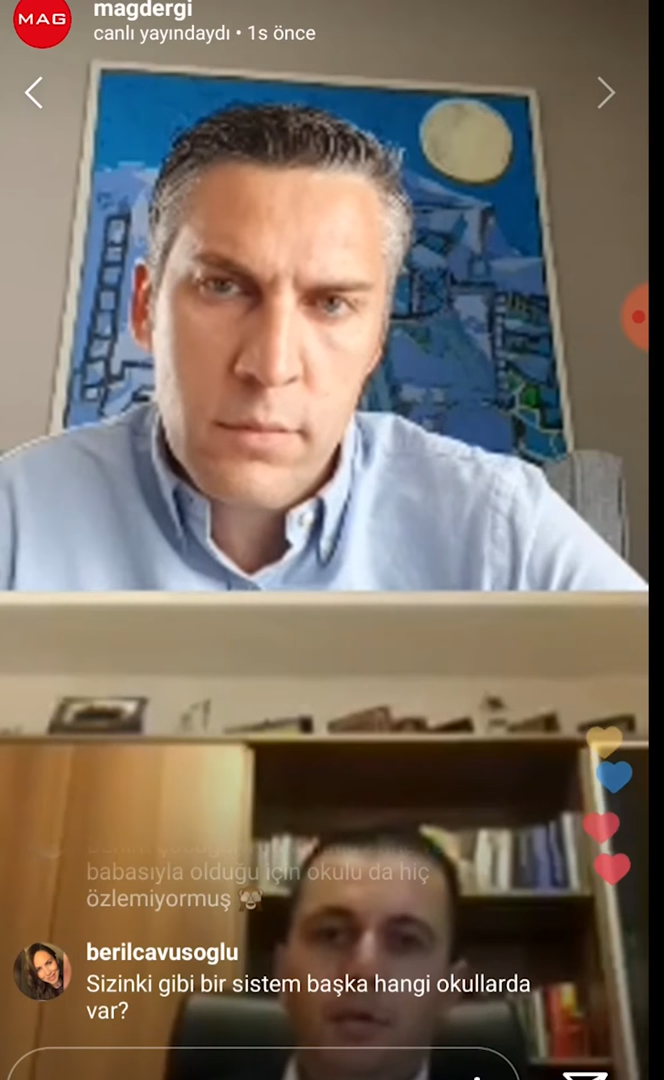 MAG
magdergi
canlı yayındaydı • 1s önce
babasıyla olduğu için okulu da hiç
özlemiyormuş 🙊
berilcavusoglu
Sizinki gibi bir sistem başka hangi okullarda
var?